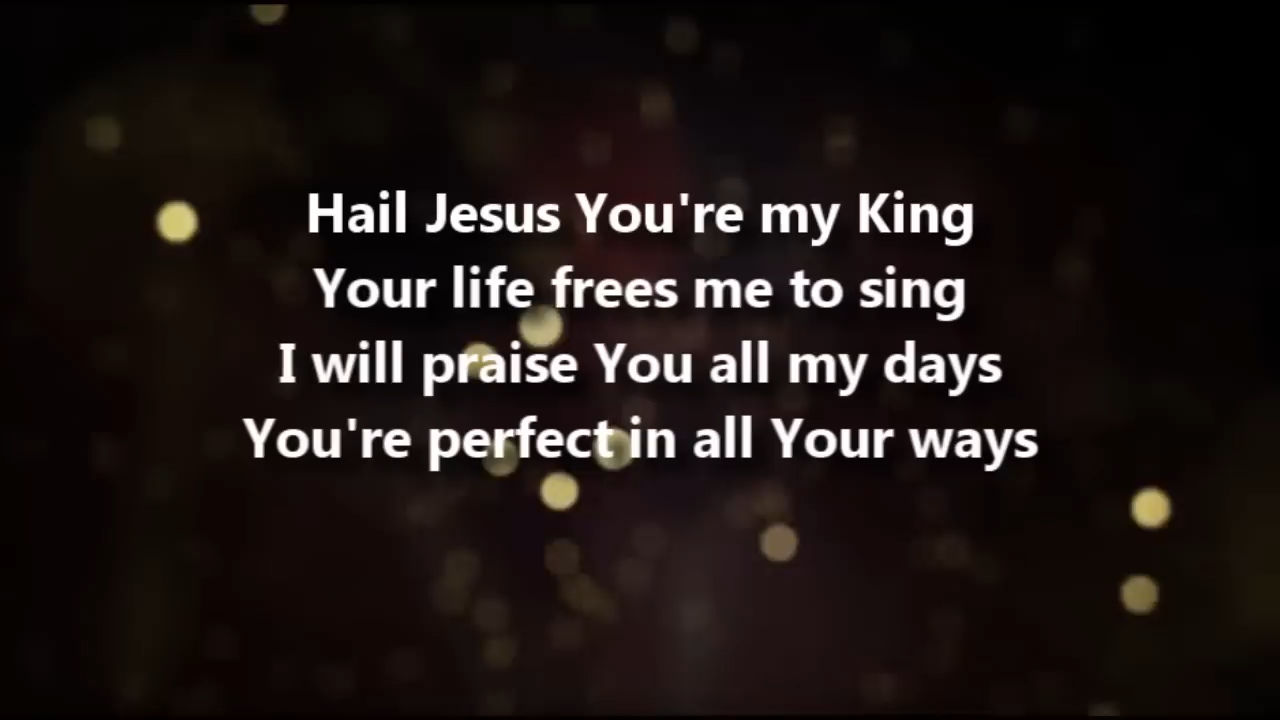 Hail Jesus You're my King
Your life frees me to sing
I will praise You all my days
You're perfect in all Your ways